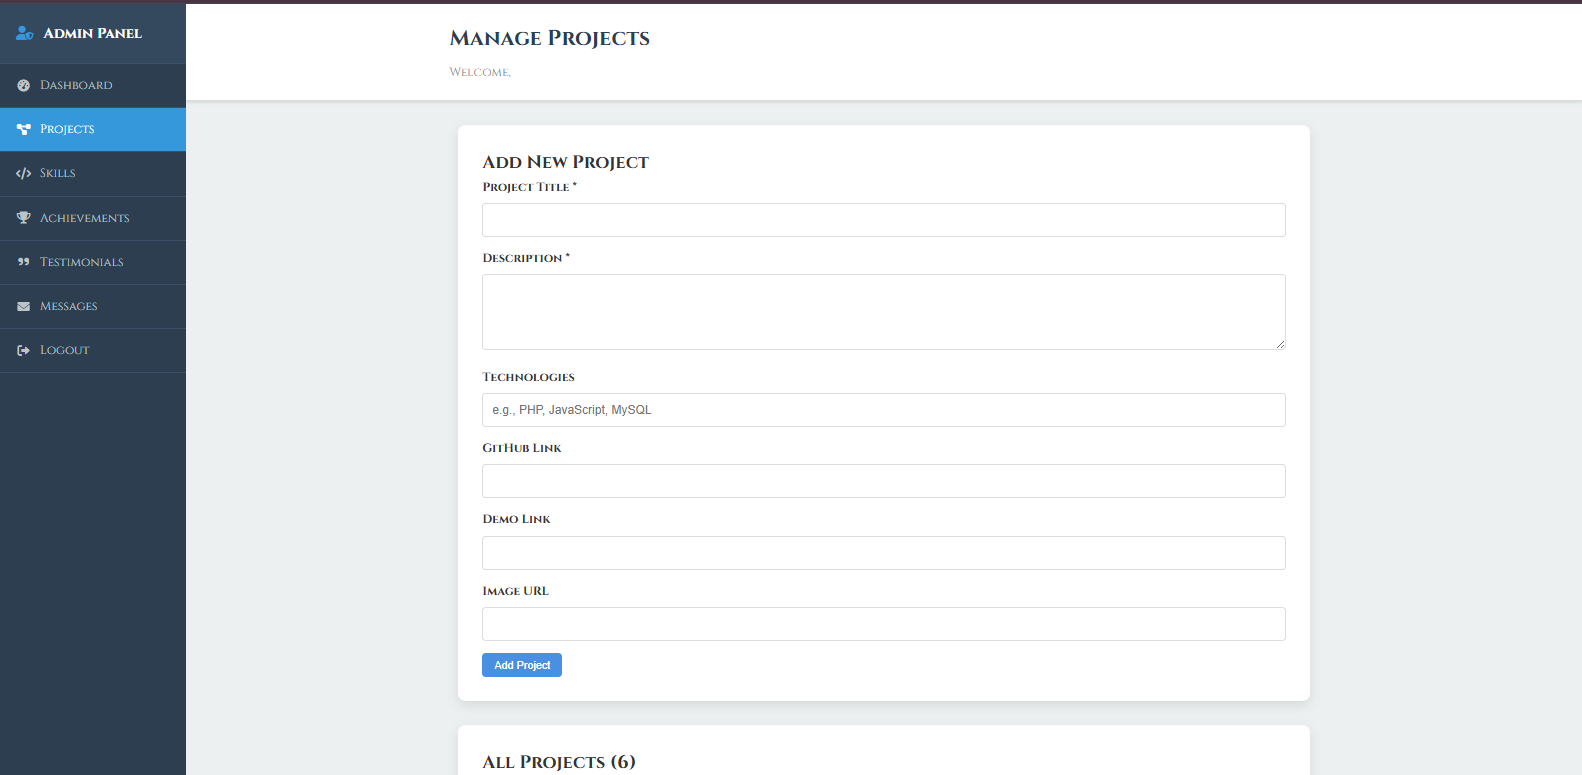 Admin Panel
Dashboard
Projects
Skills
Achievements
Testimonials
Messages
Logout
Manage Projects
Welcome,
Add New Project
Project Title *
Description *
Technologies
e.g., PHP, JavaScript, MySQL
GitHub Link
Demo Link
Image URL
Add Project
All Projects (6)